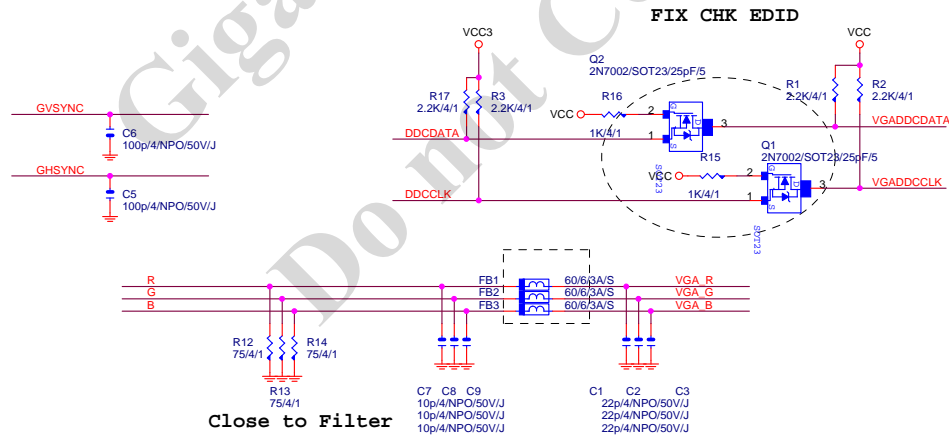 FIX CHK EDID
VCC3
VCC
Q2
2N7002/SOT23/25pF/5
R17
2.2K/4/1
R3
2.2K/4/1
R16
VCC
1K/4/1
2
G
D
S
1
3
SOT23
R1
2.2K/4/1
R2
2.2K/4/1
GVSYNC
C6
100p/4/NPO/50V/J
DDCDATA
VGADDCDATA
Q1
2N7002/SOT23/25pF/5
R15
VCC
1K/4/1
2
G
D
S
1
3
SOT23
GHSYNC
C5
100p/4/NPO/50V/J
DDCCLK
VGADDCCLK
R FB1 60/6/3A/S VGA_R
G FB2 60/6/3A/S VGA_G
B FB3 60/6/3A/S VGA_B
R12
75/4/1
R14
75/4/1
R13
75/4/1
C7 C8 C9
10p/4/NPO/50V/J
10p/4/NPO/50V/J
10p/4/NPO/50V/J
C1 C2 C3
22p/4/NPO/50V/J
22p/4/NPO/50V/J
22p/4/NPO/50V/J
Close to Filter
Giga
Do not Co